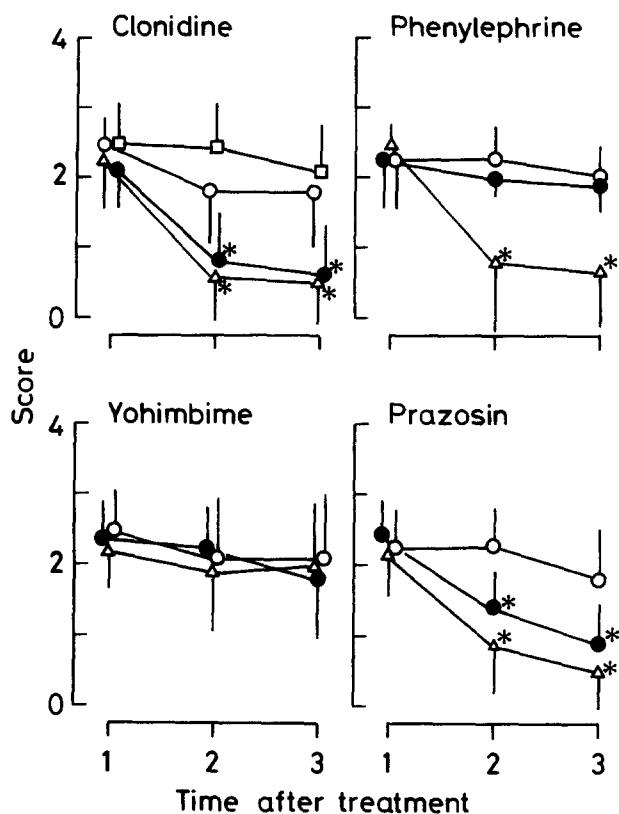 Clonidine
Phenylephrine
4
2
0
*
*
*
*
*
*
Score
Yohimbime
Prazosin
4
2
0
*
*
*
*
1 2 3 1 2 3
Time after treatment